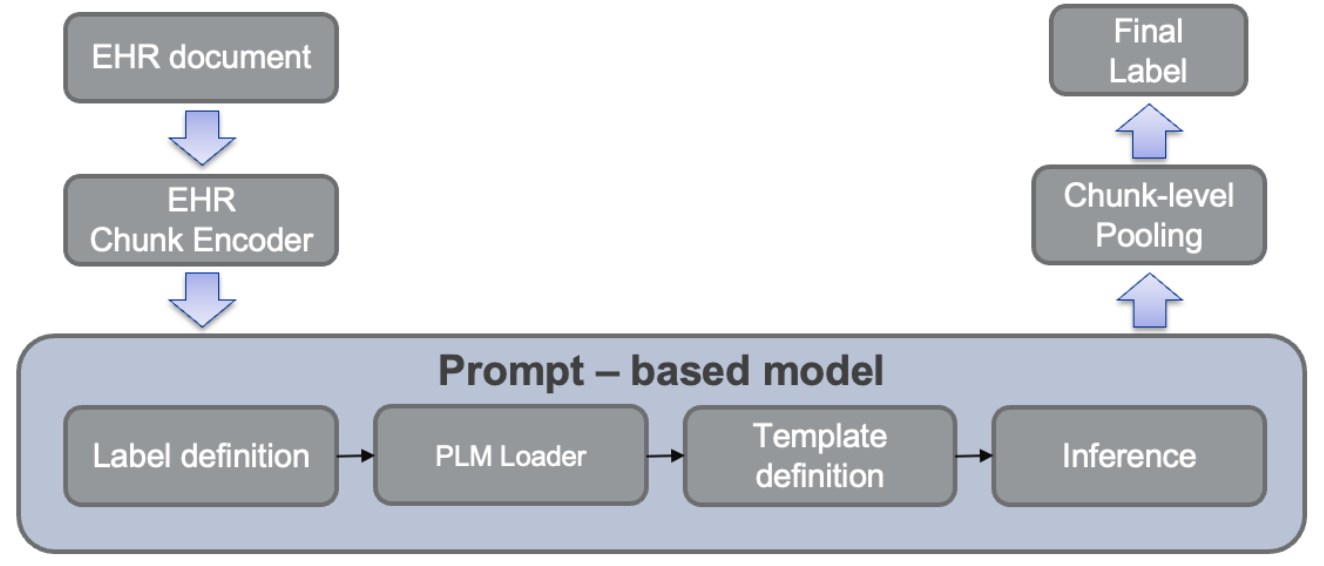 EHR document
EHR
Chunk Encoder
Prompt – based model
Label definition
PLM Loader
Template
definition
Inference
Chunk-level
Pooling
Final
Label